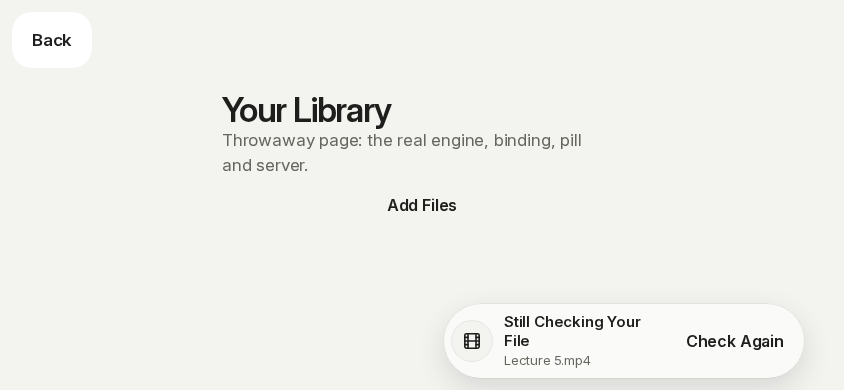 Back
Your Library
Throwaway page: the real engine, binding, pill
and server.
Add Files
Still Checking Your
File
Lecture 5.mp4
Check Again